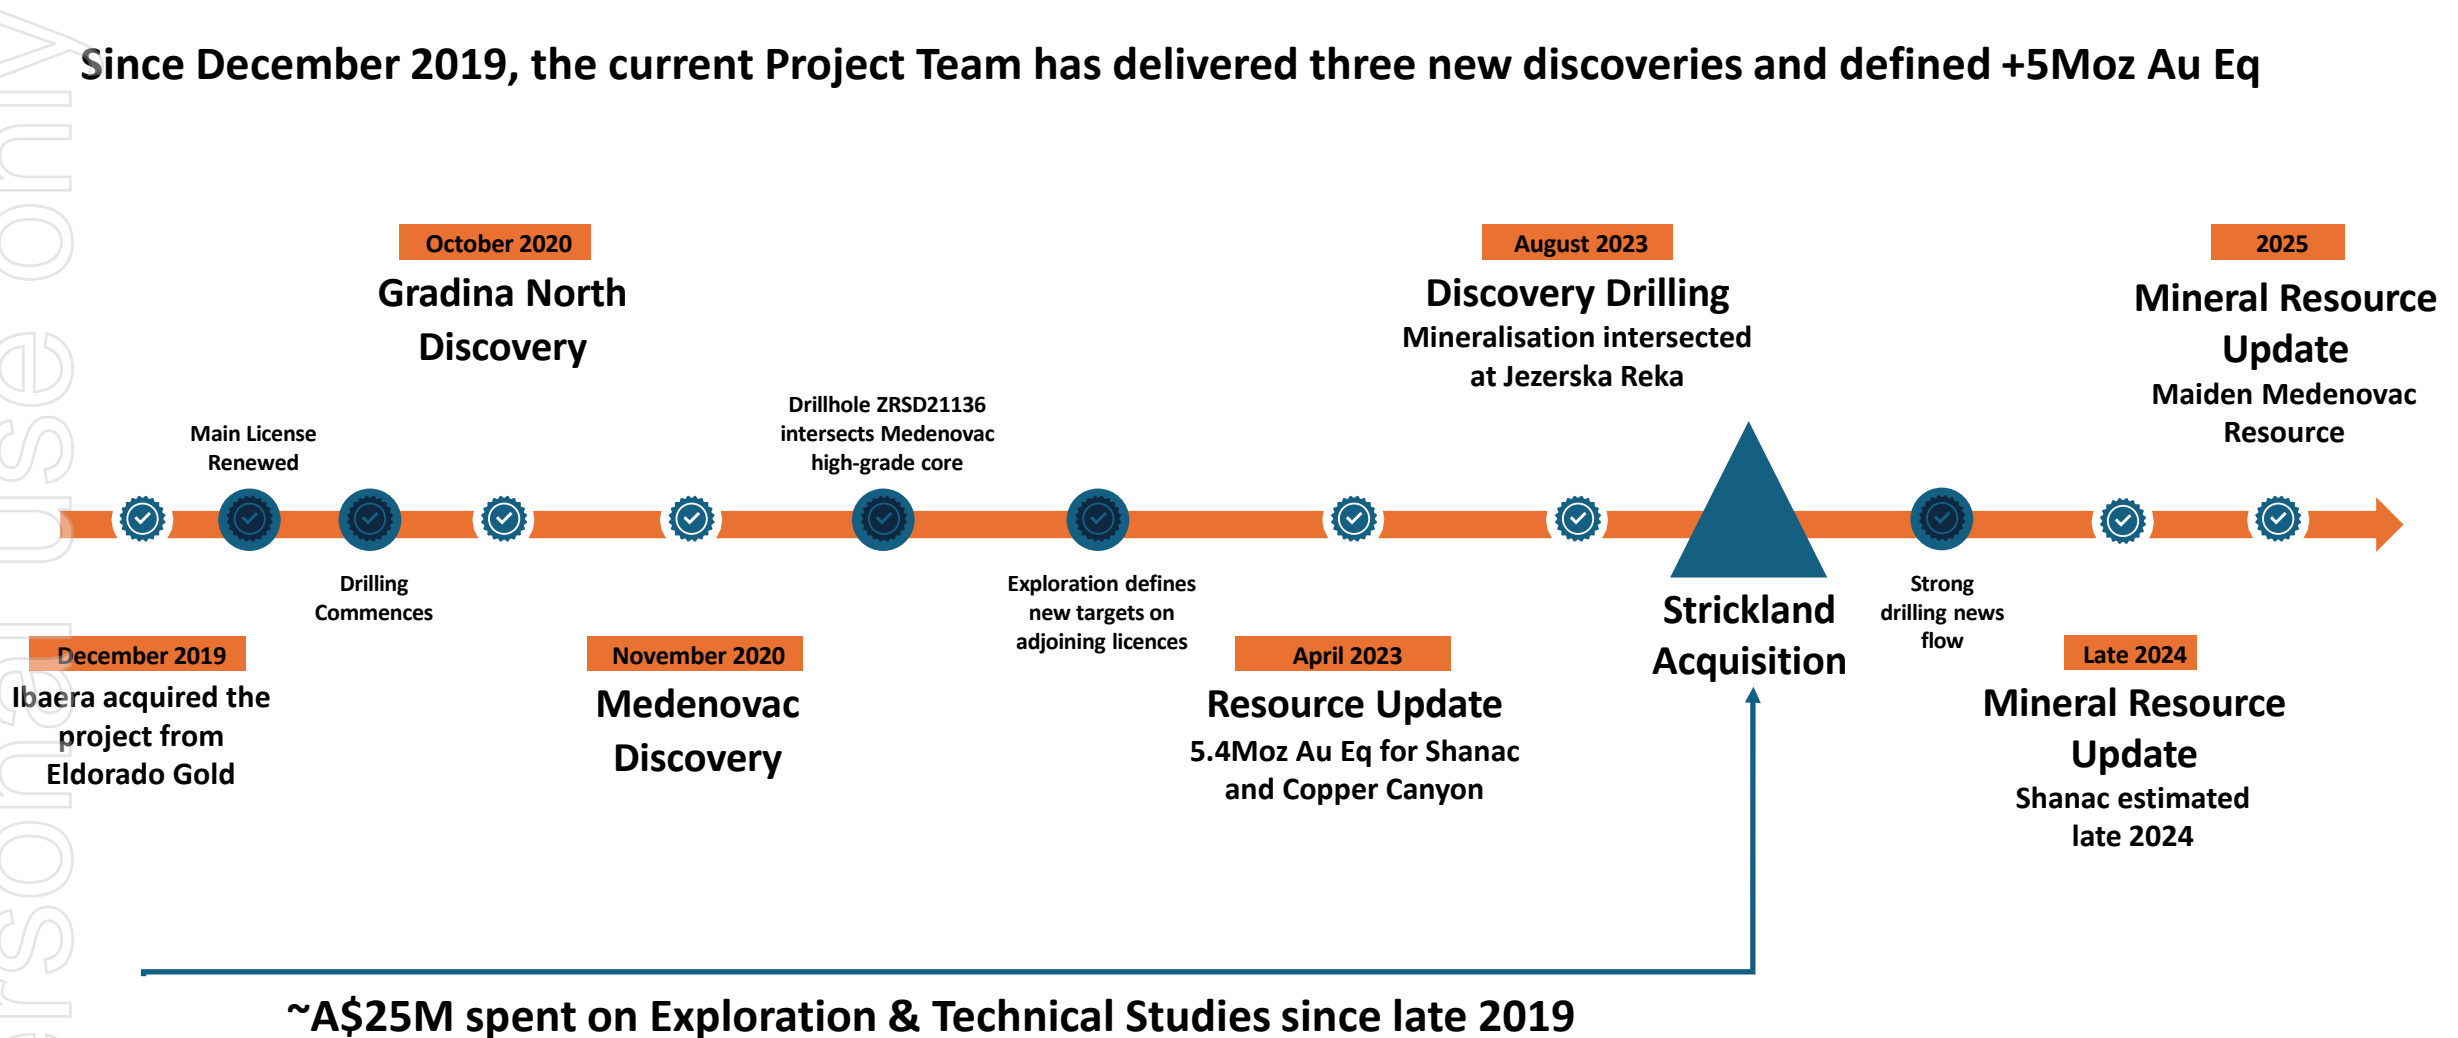 Since December 2019, the current Project Team has delivered three new discoveries and defined +5Moz Au Eq
October 2020
Gradina North
Discovery
August 2023
Discovery Drilling
Mineralisation intersected
at Jezerska Reka
2025
Mineral Resource
Update
Maiden Medenovac
Resource
Main License
Renewed
Drillhole ZRSD21136
intersects Medenovac
high-grade core
Drilling
Commences
Exploration defines
new targets on
adjoining licences
Strickland
Acquisition
Strong
drilling news
flow
December 2019
Ibaera acquired the
project from
Eldorado Gold
November 2020
Medenovac
Discovery
April 2023
Resource Update
5.4Moz Au Eq for Shanac
and Copper Canyon
Late 2024
Mineral Resource
Update
Shanac estimated
late 2024
~A$25M spent on Exploration & Technical Studies since late 2019
ersonal use only